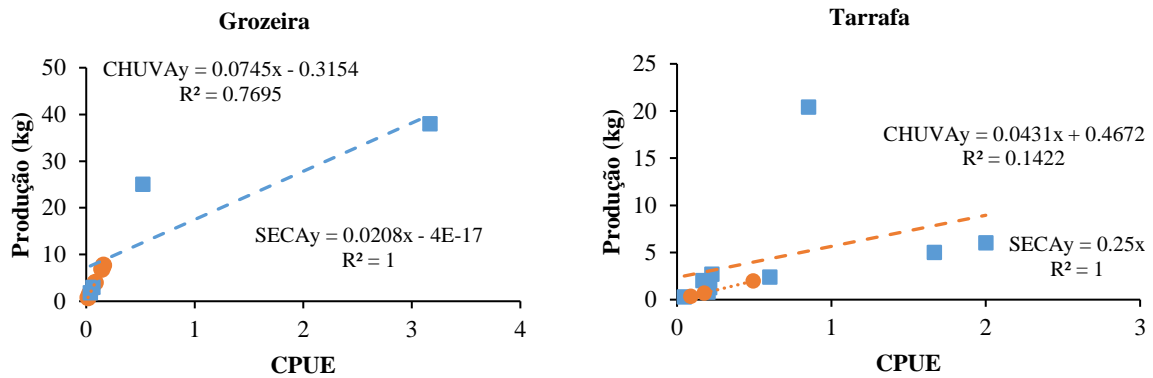 Grozeira
CHUVAy = 0.0745x - 0.3154
R² = 0.7695
SECAy = 0.0208x - 4E-17
R² = 1
50
40
30
20
10
0
0 1 2 3 4
Produção (kg)
CPUE
Tarrafa
CHUVAy = 0.0431x + 0.4672
R² = 0.1422
SECAy = 0.25x
R² = 1
25
20
15
10
5
0
0 1 2 3
Produção (kg)
CPUE